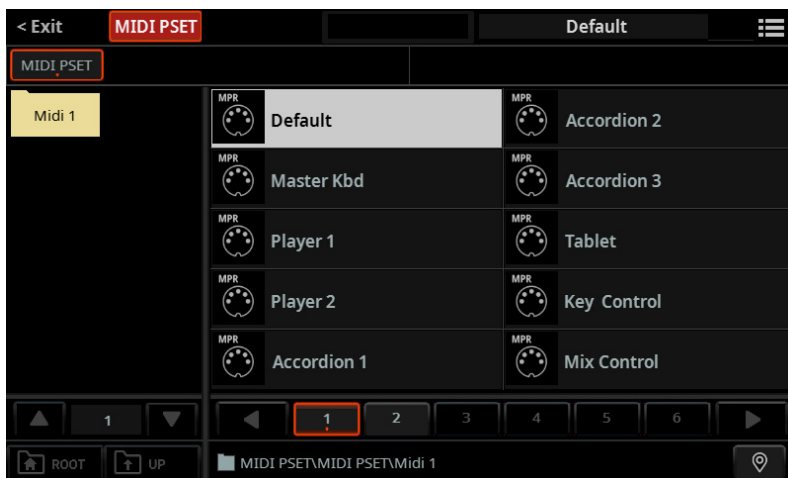 < Exit MIDI PSET Default
MIDI PSET
Midi 1
MPR Default
MPR Accordion 2
MPR Master Kbd
MPR Accordion 3
MPR Player 1
MPR Tablet
MPR Player 2
MPR Key Control
MPR Accordion 1
MPR Mix Control
1 1 2 3 4 5 6
ROOT UP MIDI PSET\MIDI PSET\Midi 1